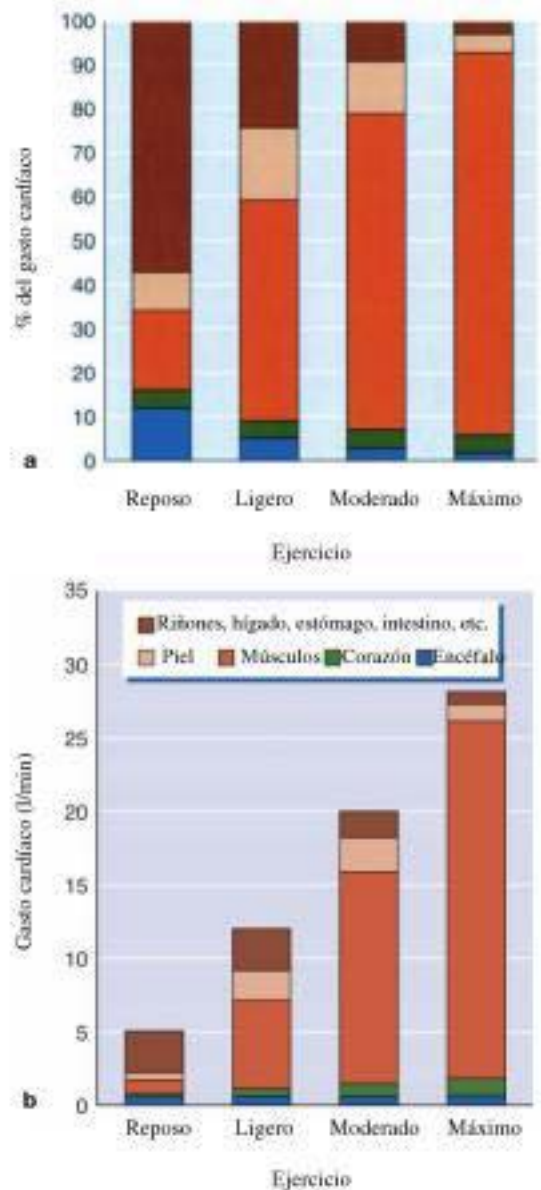 100
90
80
70
60
50
40
30
20
10
0
% del gasto cardíaco
a
Reposo Ligero Moderado Máximo
Ejercicio
35
30
25
20
15
10
5
0
Riñones, hígado, estómago, intestino, etc.
Piel Músculos Corazón Encéfalo
Gasto cardíaco (l/min)
b
Reposo Ligero Moderado Máximo
Ejercicio